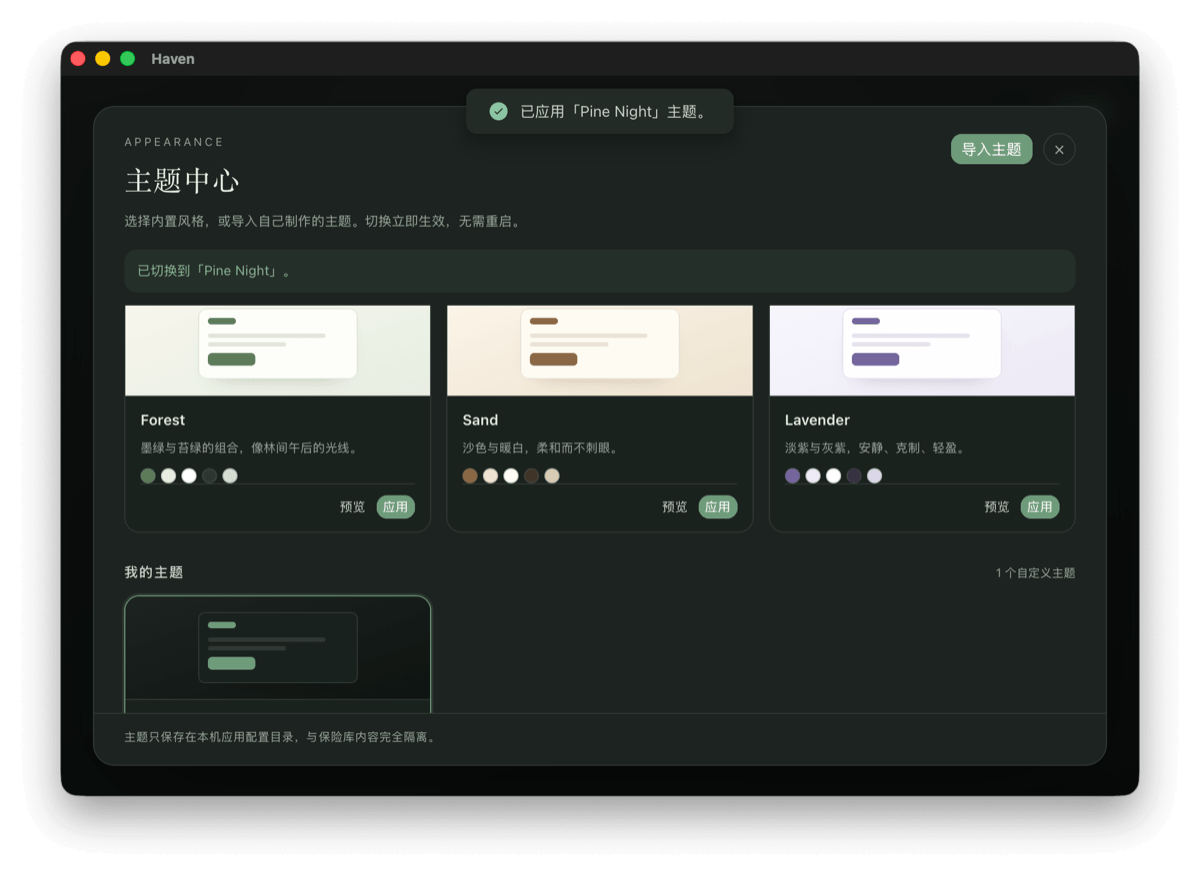 Haven
已应用「Pine Night」主题。
APPEARANCE
导入主题
主题中心
选择内置风格，或导入自己制作的主题。切换立即生效，无需重启。
已切换到「Pine Night」。
Forest
墨绿与苔绿的组合，像林间午后的光线。
预览 应用
Sand
沙色与暖白，柔和而不刺眼。
预览 应用
Lavender
淡紫与灰紫，安静、克制、轻盈。
预览 应用
我的主题
1 个自定义主题
主题只保存在本机应用配置目录，与保险库内容完全隔离。